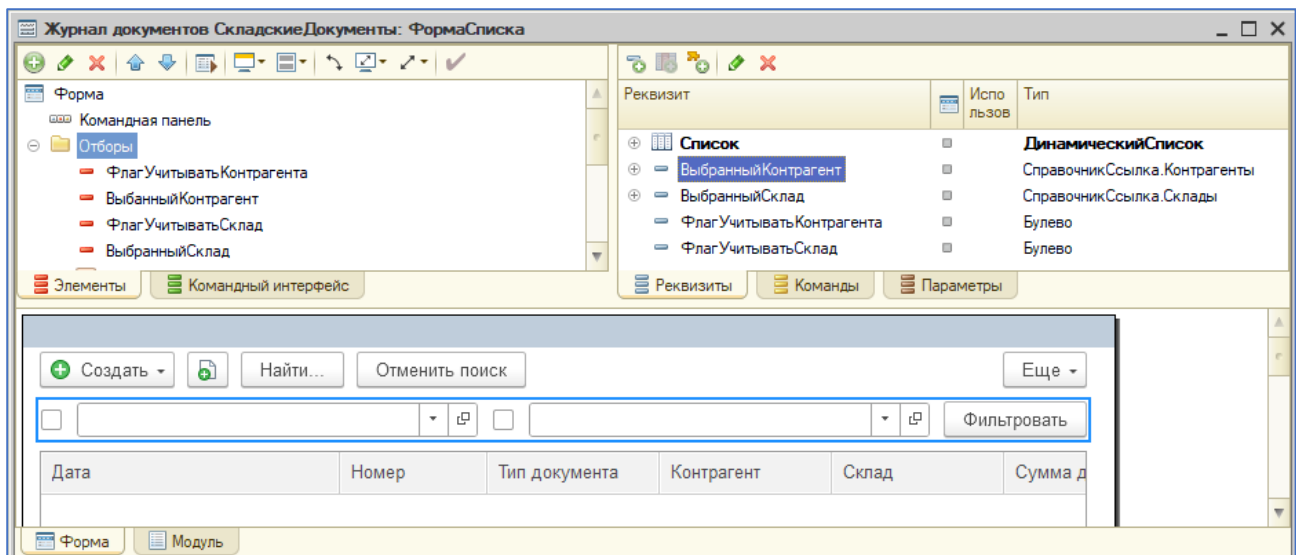 Журнал документов СкладскиеДокументы: ФормаСписка
Форма
Командная панель
Отборы
ФлагУчитыватьКонтрагента
ВыбанныйКонтрагент
ФлагУчитыватьСклад
ВыбранныйСклад
Элементы Командный интерфейс
Реквизит Испо льзов Тип
Список ДинамическийСписок
ВыбранныйКонтрагент СправочникСсылка.Контрагенты
ВыбранныйСклад СправочникСсылка.Склады
ФлагУчитыватьКонтрагента Булево
ФлагУчитыватьСклад Булево
Реквизиты Команды Параметры
Создать Найти... Отменить поиск Еще
Фильтровать
Дата Номер Тип документа Контрагент Склад Сумма д
Форма Модуль